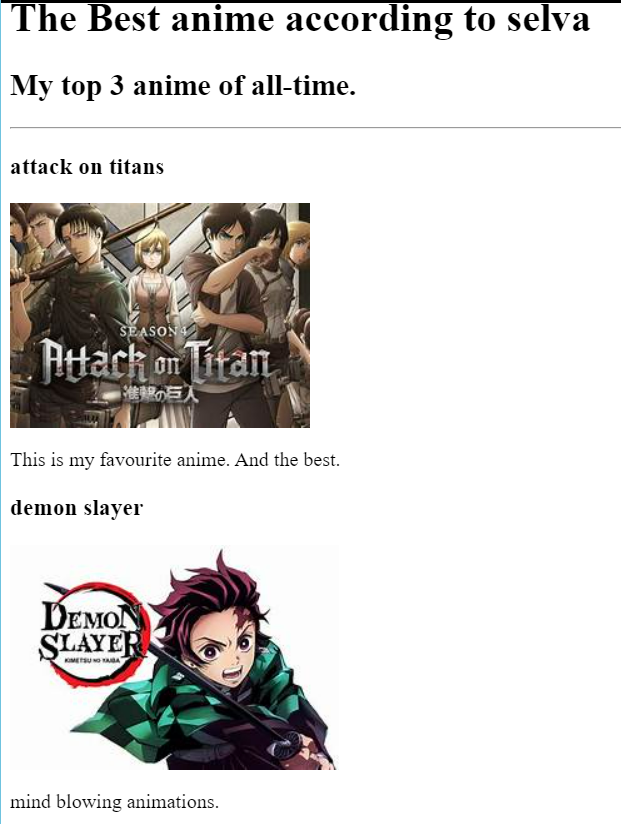 The Best anime according to selva
My top 3 anime of all-time.
attack on titans
SEASON 4
Attack on Titan
進撃の巨人
This is my favourite anime. And the best.
demon slayer
DEMON
SLAYER
KIMETSU NO YAIBA
mind blowing animations.